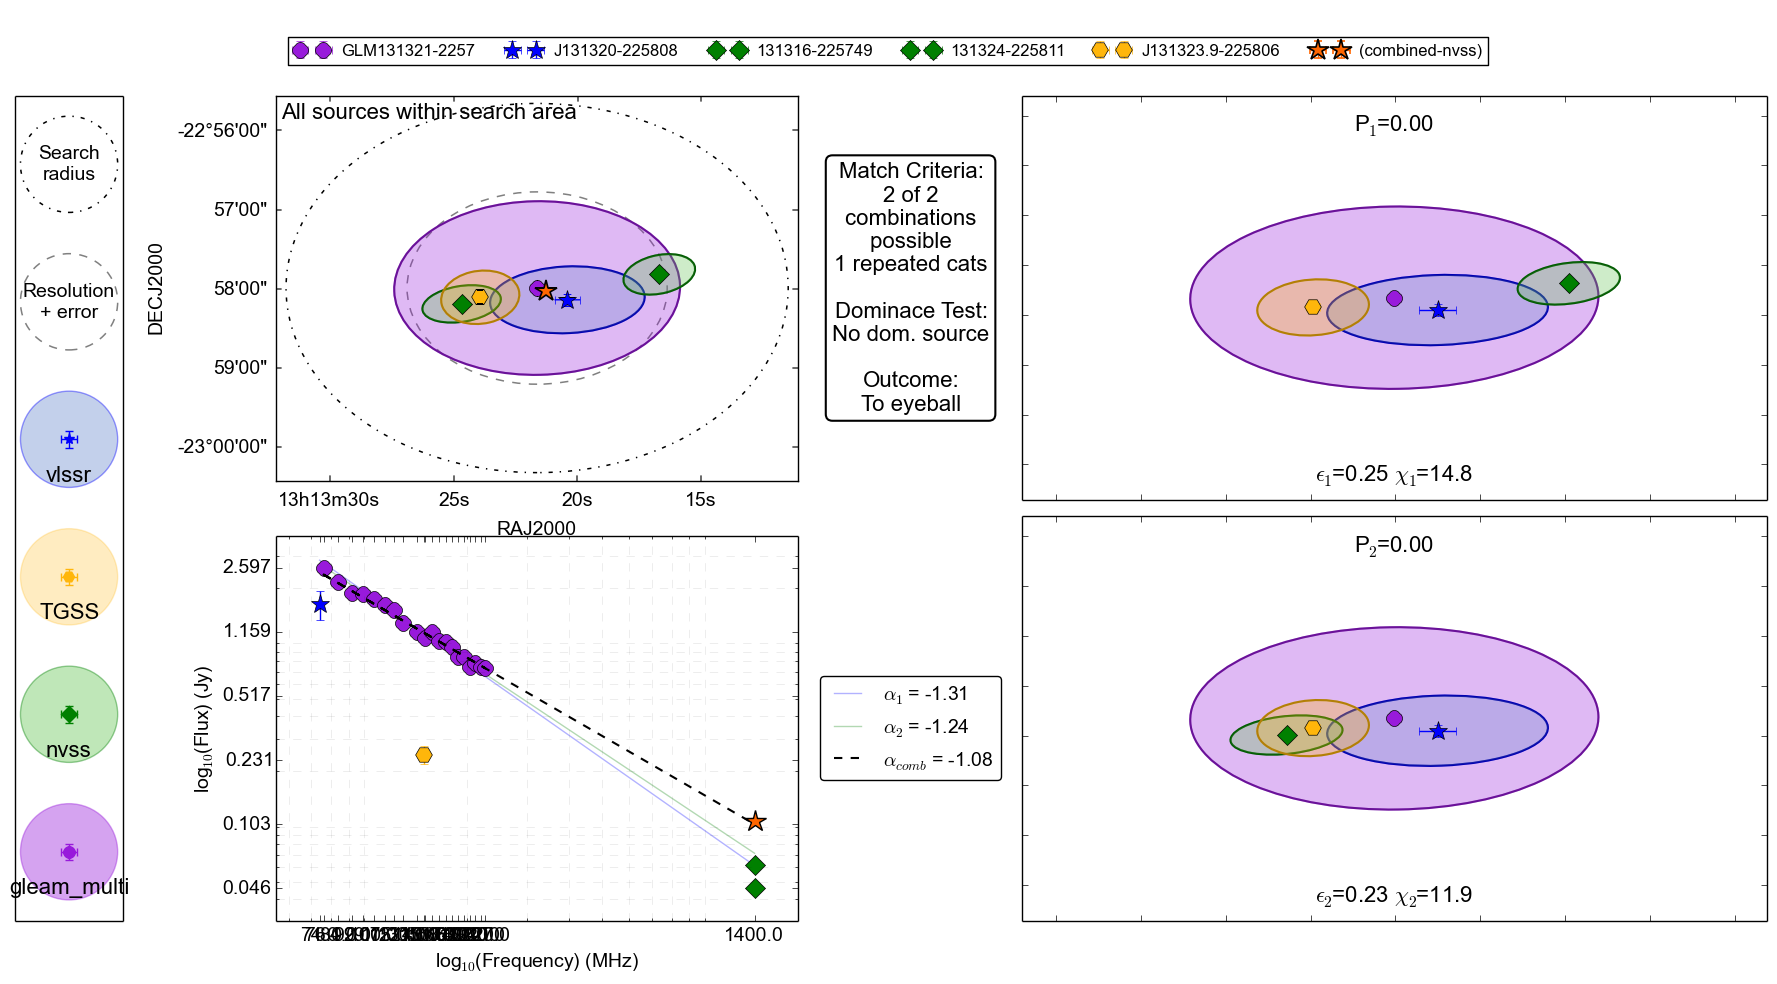 GLM131321-2257
J131320-225808
131316-225749
131324-225811
J131323.9-225806
(combined-nvss)
Search
radius
Resolution
+ error
vlssr
TGSS
nvss
gleam_multi
All sources within search area
-22°56'00"
57'00"
58'00"
59'00"
-23°00'00"
DECJ2000
13h13m30s
25s
20s
15s
RAJ2000
Match Criteria:
2 of 2
combinations
possible
1 repeated cats
Dominace Test:
No dom. source
Outcome:
To eyeball
P1=0.00
ϵ1=0.25 χ1=14.8
2.597
1.159
0.517
0.231
0.103
0.046
log10(Flux) (Jy)
1400.0
log10(Frequency) (MHz)
α1 = -1.31
α2 = -1.24
αcomb = -1.08
P2=0.00
ϵ2=0.23 χ2=11.9